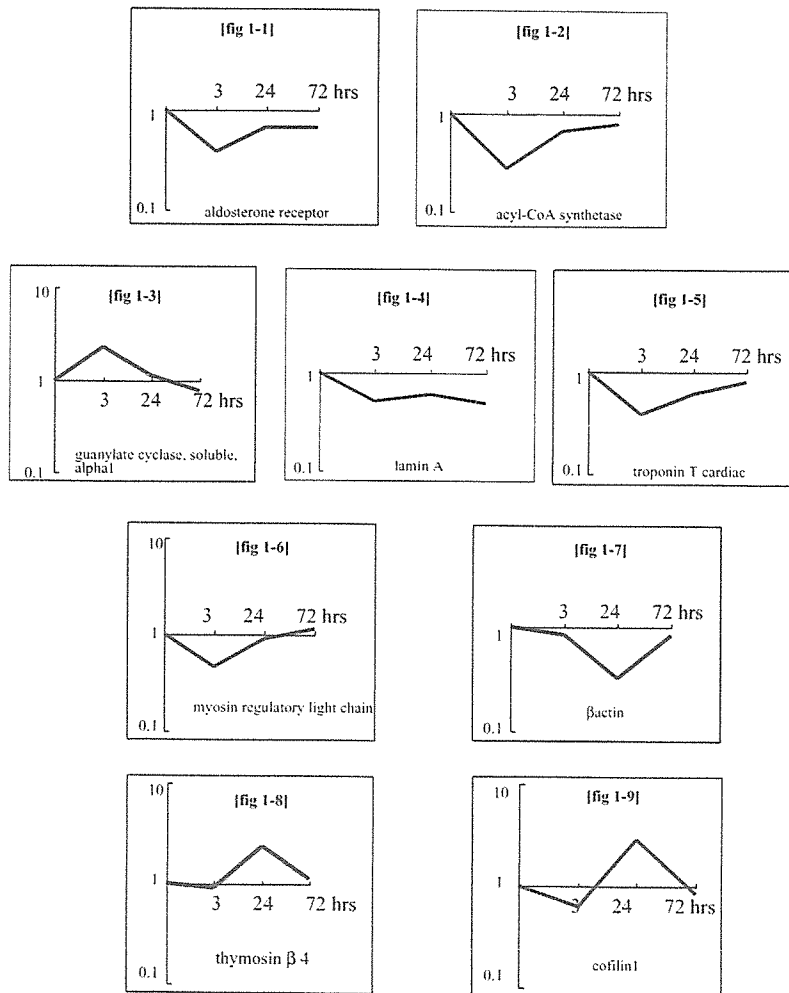 [fig 1-1]
3 24 72 hrs
1
0.1
aldosterone receptor
[fig 1-2]
3 24 72 hrs
1
0.1
acyl-CoA synthetase
10
[fig 1-3]
1
3 24 72 hrs
guanylate cyclase, soluble,
alpha1
0.1
[fig 1-4]
3 24 72 hrs
1
0.1
lamin A
[fig 1-5]
3 24 72 hrs
1
0.1
troponin T cardiac
10
[fig 1-6]
3 24 72 hrs
1
myosin regulatory light chain
0.1
[fig 1-7]
3 24 72 hrs
1
βactin
0.1
10
[fig 1-8]
1
3 24 72 hrs
thymosin β 4
0.1
10
[fig 1-9]
1
3 24 72 hrs
cofilin1
0.1